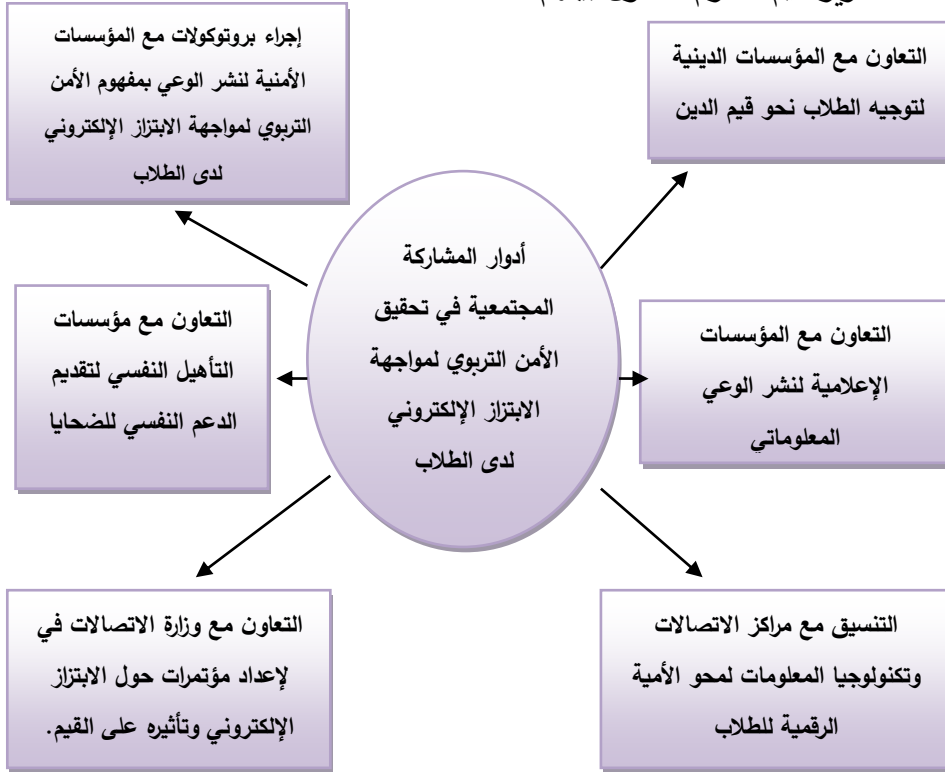 التعاون مع المؤسسات الدينية
لتوجيه الطلاب نحو قيم الدين
إجراء بروتوكولات مع المؤسسات
الأمنية لنشر الوعي بمفهوم الأمن
التربوي لمواجهة الابتزاز الإلكتروني
لدى الطلاب
أدوار المشاركة
المجتمعية في تحقيق
الأمن التربوي لمواجهة
الابتزاز الإلكتروني
لدى الطلاب
التعاون مع المؤسسات
الإعلامية لنشر الوعي
المعلوماتي
التعاون مع مؤسسات
التأهيل النفسي لتقديم
الدعم النفسي للضحايا
التنسيق مع مراكز الاتصالات
وتكنولوجيا المعلومات لمحو الأمية
الرقمية للطلاب
التعاون مع وزارة الاتصالات في
لإعداد مؤتمرات حول الابتزاز
الإلكتروني وتأثيره على القيم.